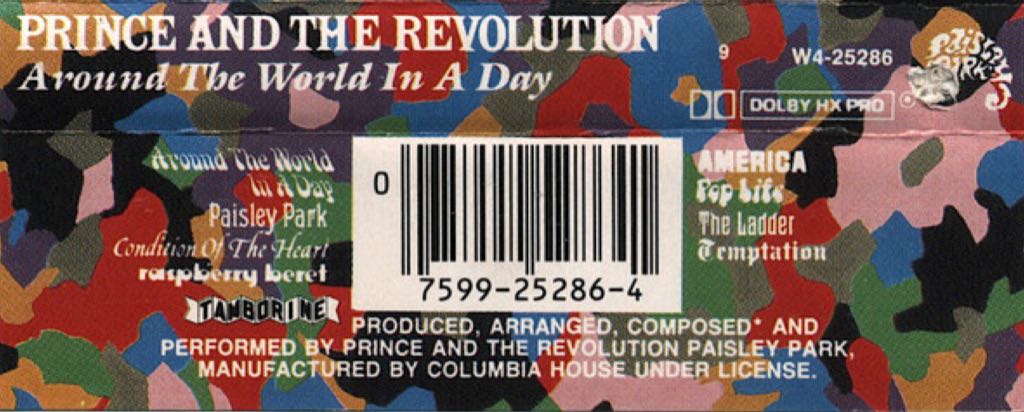 PRINCE AND THE REVOLUTION
Around The World In A Day
9
W4-25286
DOLBY HX PRO
PAISLEY PARK
Around The World
In A Day
Paisley Park
Condition Of The Heart
raspberry beret
TAMBORINE
0
7599-25286-4
AMERICA
Pop Life
The Ladder
Temptation
PRODUCED, ARRANGED, COMPOSED* AND
PERFORMED BY PRINCE AND THE REVOLUTION PAISLEY PARK,
MANUFACTURED BY COLUMBIA HOUSE UNDER LICENSE.